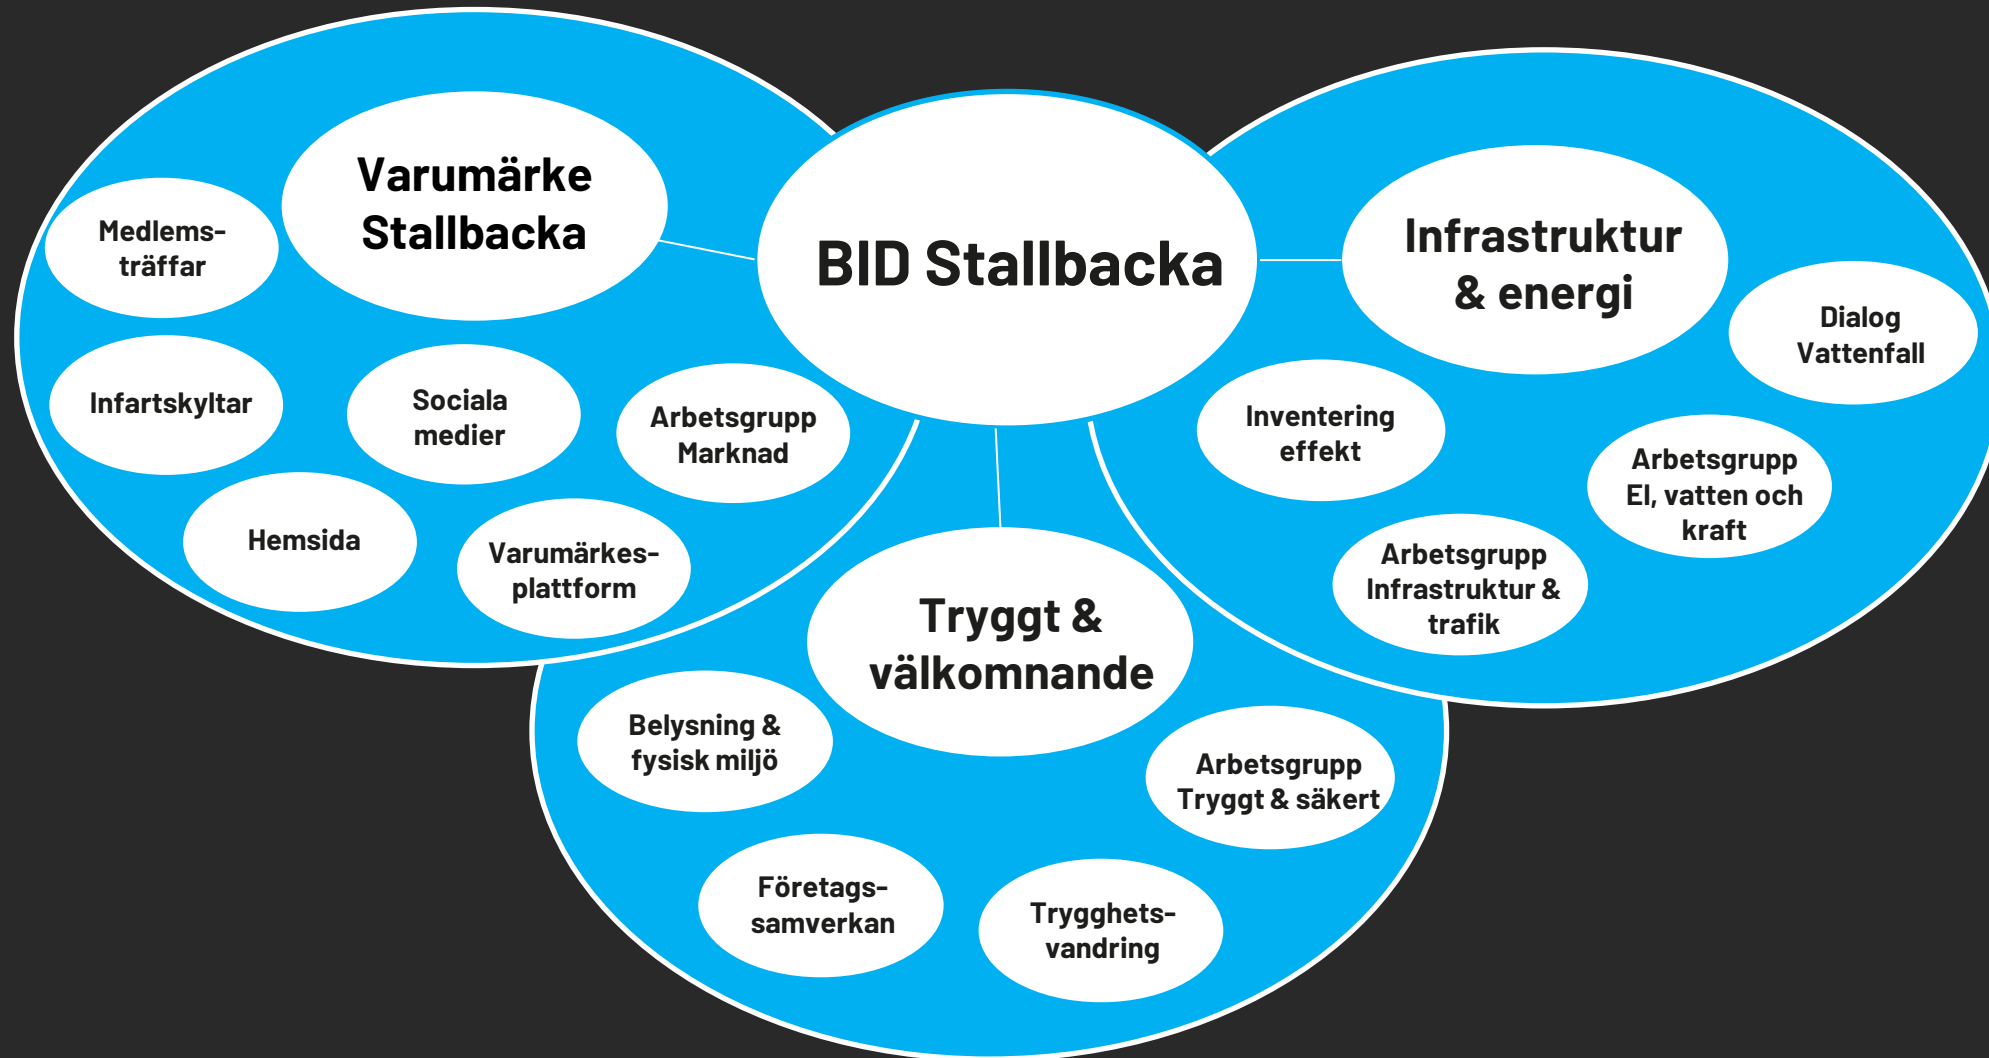 BID Stallbacka
Varumärke
Stallbacka
Medlems-
träffar
Infartskyltar
Sociala
medier
Arbetsgrupp
Marknad
Hemsida
Varumärkes-
plattform
Infrastruktur
& energi
Dialog
Vattenfall
Inventering
effekt
Arbetsgrupp
El, vatten och
kraft
Arbetsgrupp
Infrastruktur &
trafik
Tryggt &
välkomnande
Belysning &
fysisk miljö
Arbetsgrupp
Tryggt & säkert
Företags-
samverkan
Trygghets-
vandring